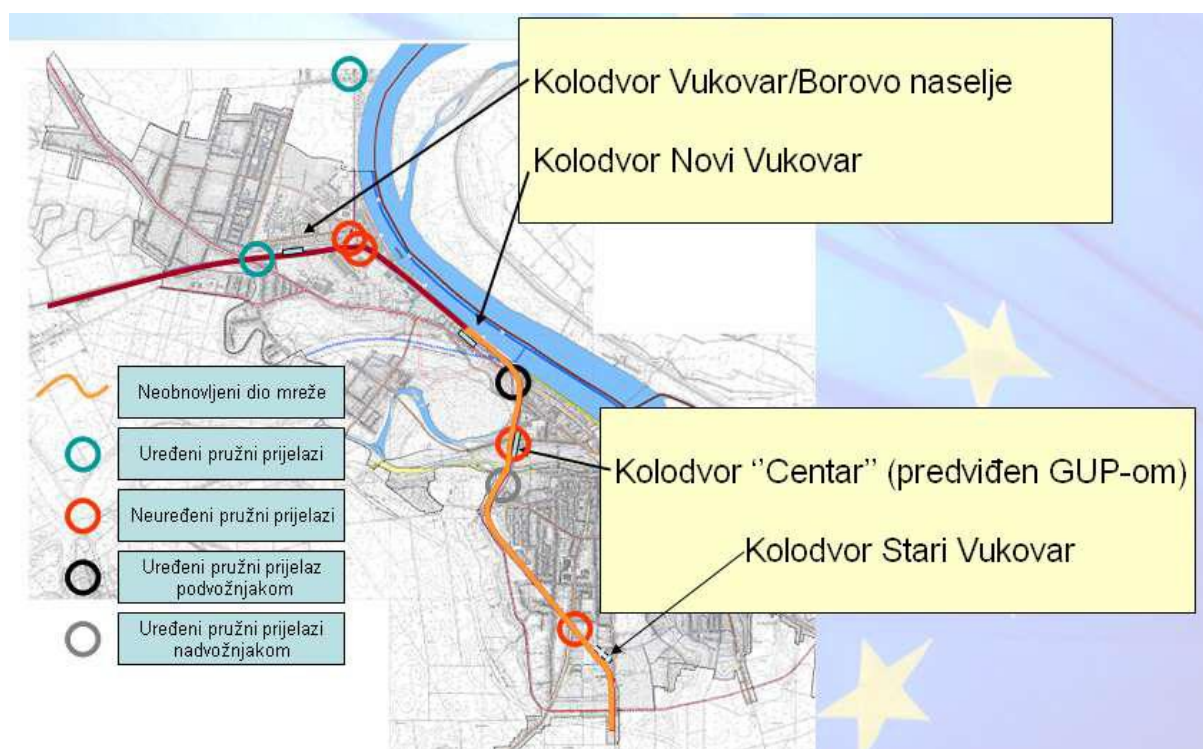 Kolodvor Vukovar/Borovo naselje
Kolodvor Novi Vukovar
Neobnovljeni dio mreže
Uređeni pružni prijelazi
Neuređeni pružni prijelazi
Uređeni pružni prijelaz
podvožnjakom
Uređeni pružni prijelazi
nadvožnjakom
Kolodvor ‘‘Centar’’ (predviđen GUP-om)
Kolodvor Stari Vukovar